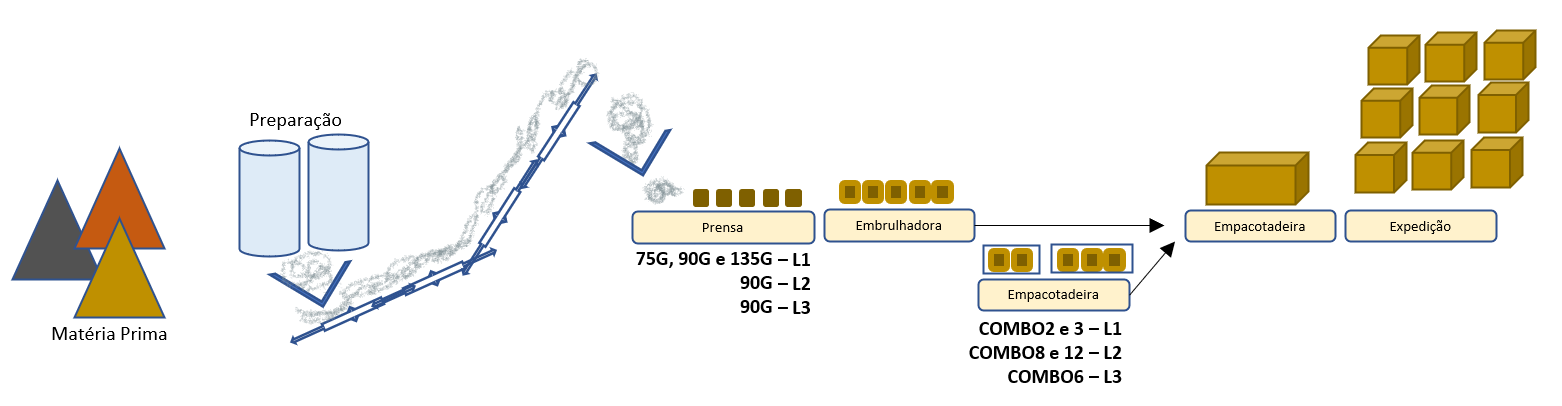 Matéria Prima
Preparação
Prensa
75G, 90G e 135G – L1
90G – L2
90G – L3
Embrulhadora
Empacotadeira
COMBO2 e 3 – L1
COMBO8 e 12 – L2
COMBO6 – L3
Empacotadeira
Expedição